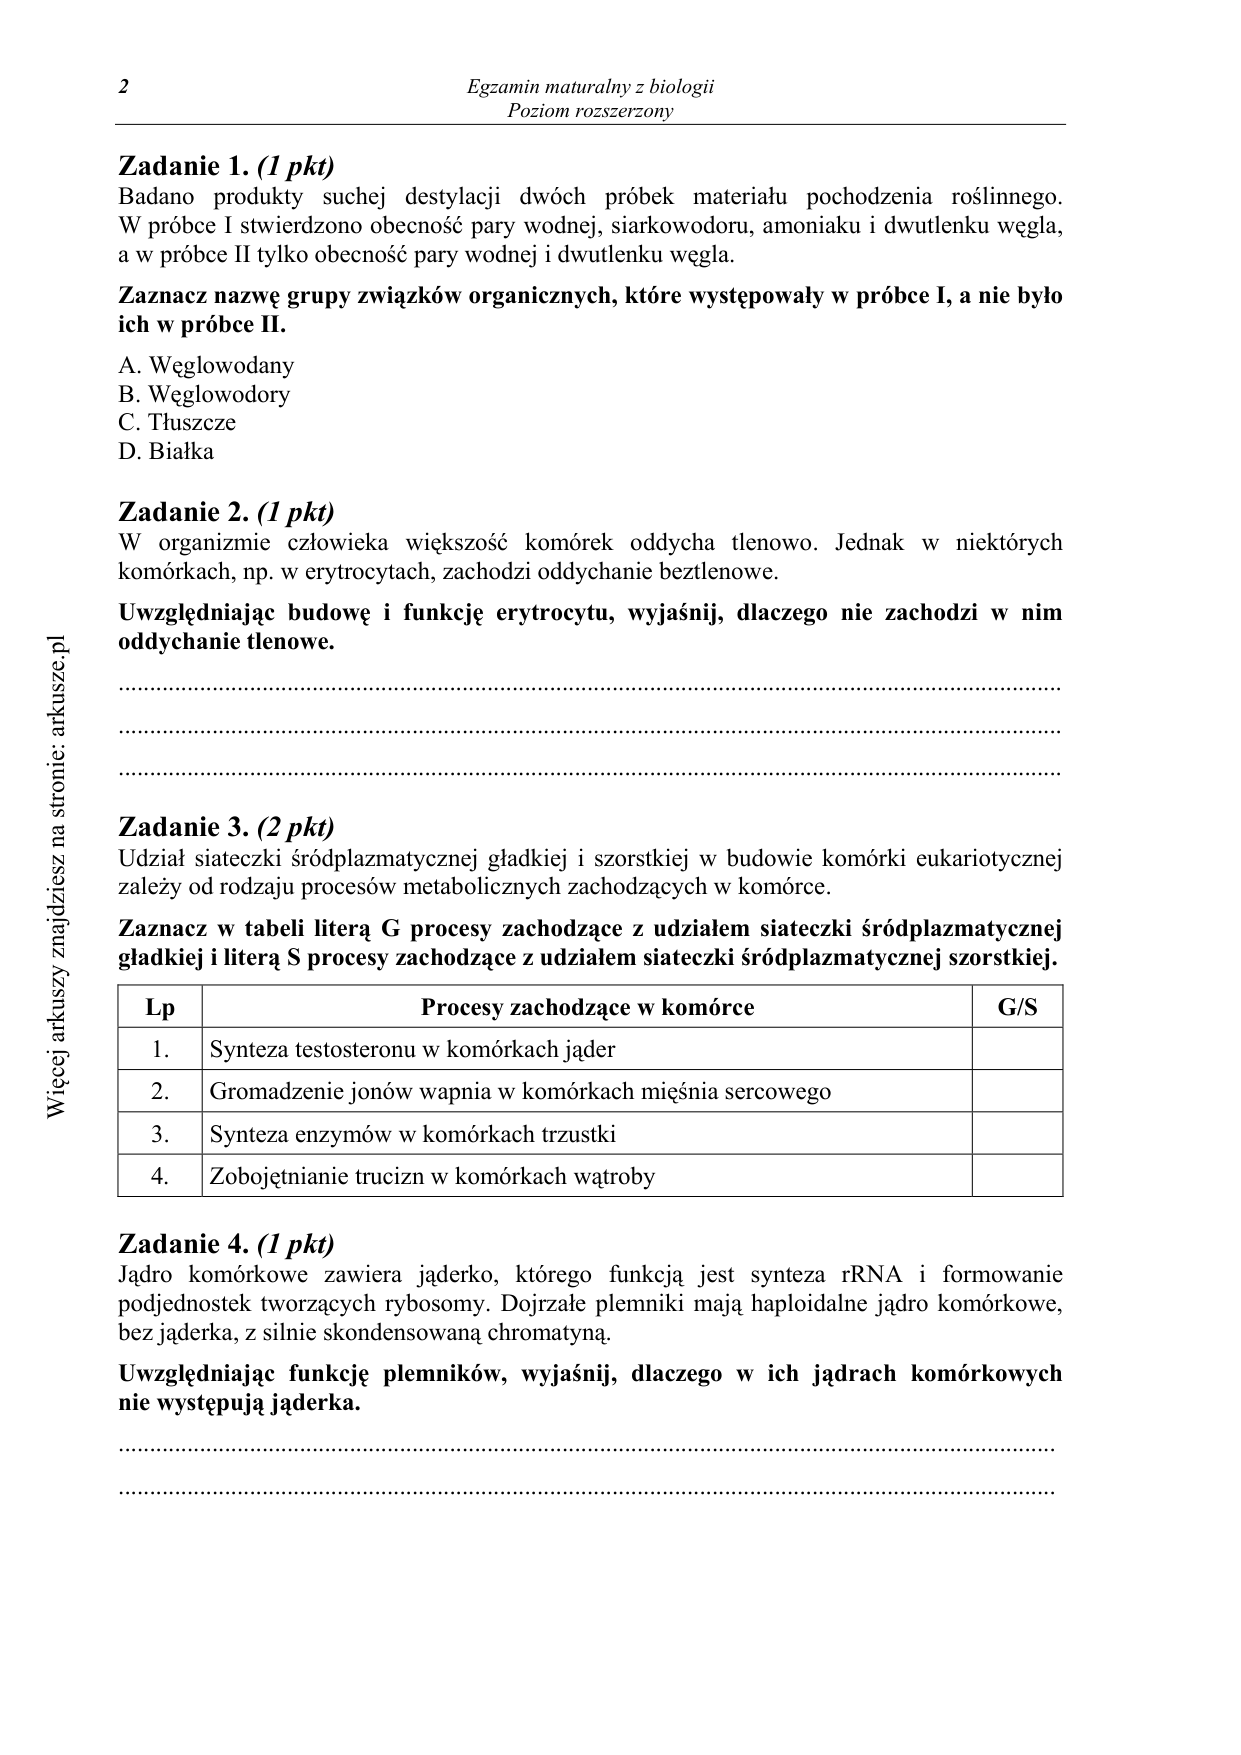 2
Egzamin maturalny z biologii
Poziom rozszerzony
Zadanie 1. (1 pkt)
Badano produkty suchej destylacji dwóch próbek materiału pochodzenia roślinnego.
W próbce I stwierdzono obecność pary wodnej, siarkowodoru, amoniaku i dwutlenku węgla,
a w próbce II tylko obecność pary wodnej i dwutlenku węgla.
Zaznacz nazwę grupy związków organicznych, które występowały w próbce I, a nie było
ich w próbce II.
A. Węglowodany
B. Węglowodory
C. Tłuszcze
D. Białka
Zadanie 2. (1 pkt)
W organizmie człowieka większość komórek oddycha tlenowo. Jednak w niektórych
komórkach, np. w erytrocytach, zachodzi oddychanie beztlenowe.
Uwzględniając budowę i funkcję erytrocytu, wyjaśnij, dlaczego nie zachodzi w nim
oddychanie tlenowe.
Zadanie 3. (2 pkt)
Udział siateczki śródplazmatycznej gładkiej i szorstkiej w budowie komórki eukariotycznej
zależy od rodzaju procesów metabolicznych zachodzących w komórce.
Zaznacz w tabeli literą G procesy zachodzące z udziałem siateczki śródplazmatycznej
gładkiej i literą S procesy zachodzące z udziałem siateczki śródplazmatycznej szorstkiej.
Lp Procesy zachodzące w komórce G/S
1. Synteza testosteronu w komórkach jąder
2. Gromadzenie jonów wapnia w komórkach mięśnia sercowego
3. Synteza enzymów w komórkach trzustki
4. Zobojętnianie trucizn w komórkach wątroby
Zadanie 4. (1 pkt)
Jądro komórkowe zawiera jąderko, którego funkcją jest synteza rRNA i formowanie
podjednostek tworzących rybosomy. Dojrzałe plemniki mają haploidalne jądro komórkowe,
bez jąderka, z silnie skondensowaną chromatyną.
Uwzględniając funkcję plemników, wyjaśnij, dlaczego w ich jądrach komórkowych
nie występują jąderka.
Więcej arkuszy znajdziesz na stronie: arkusze.pl